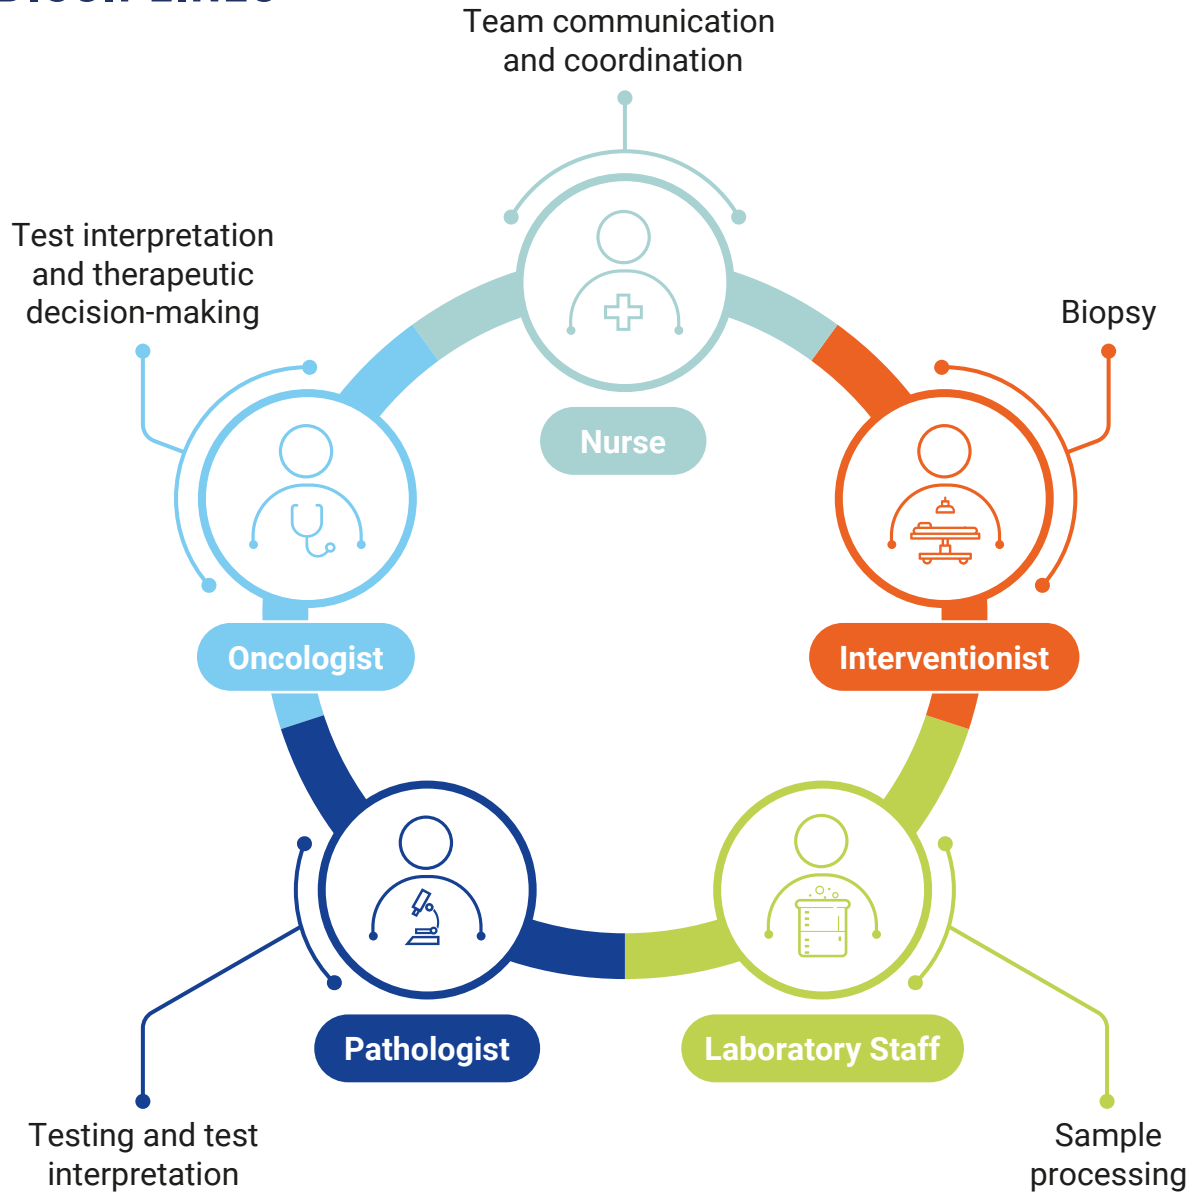 Team communication
and coordination
Test interpretation
and therapeutic
decision-making
Biopsy
Nurse
Oncologist
Interventionist
Pathologist
Laboratory Staff
Testing and test
interpretation
Sample
processing